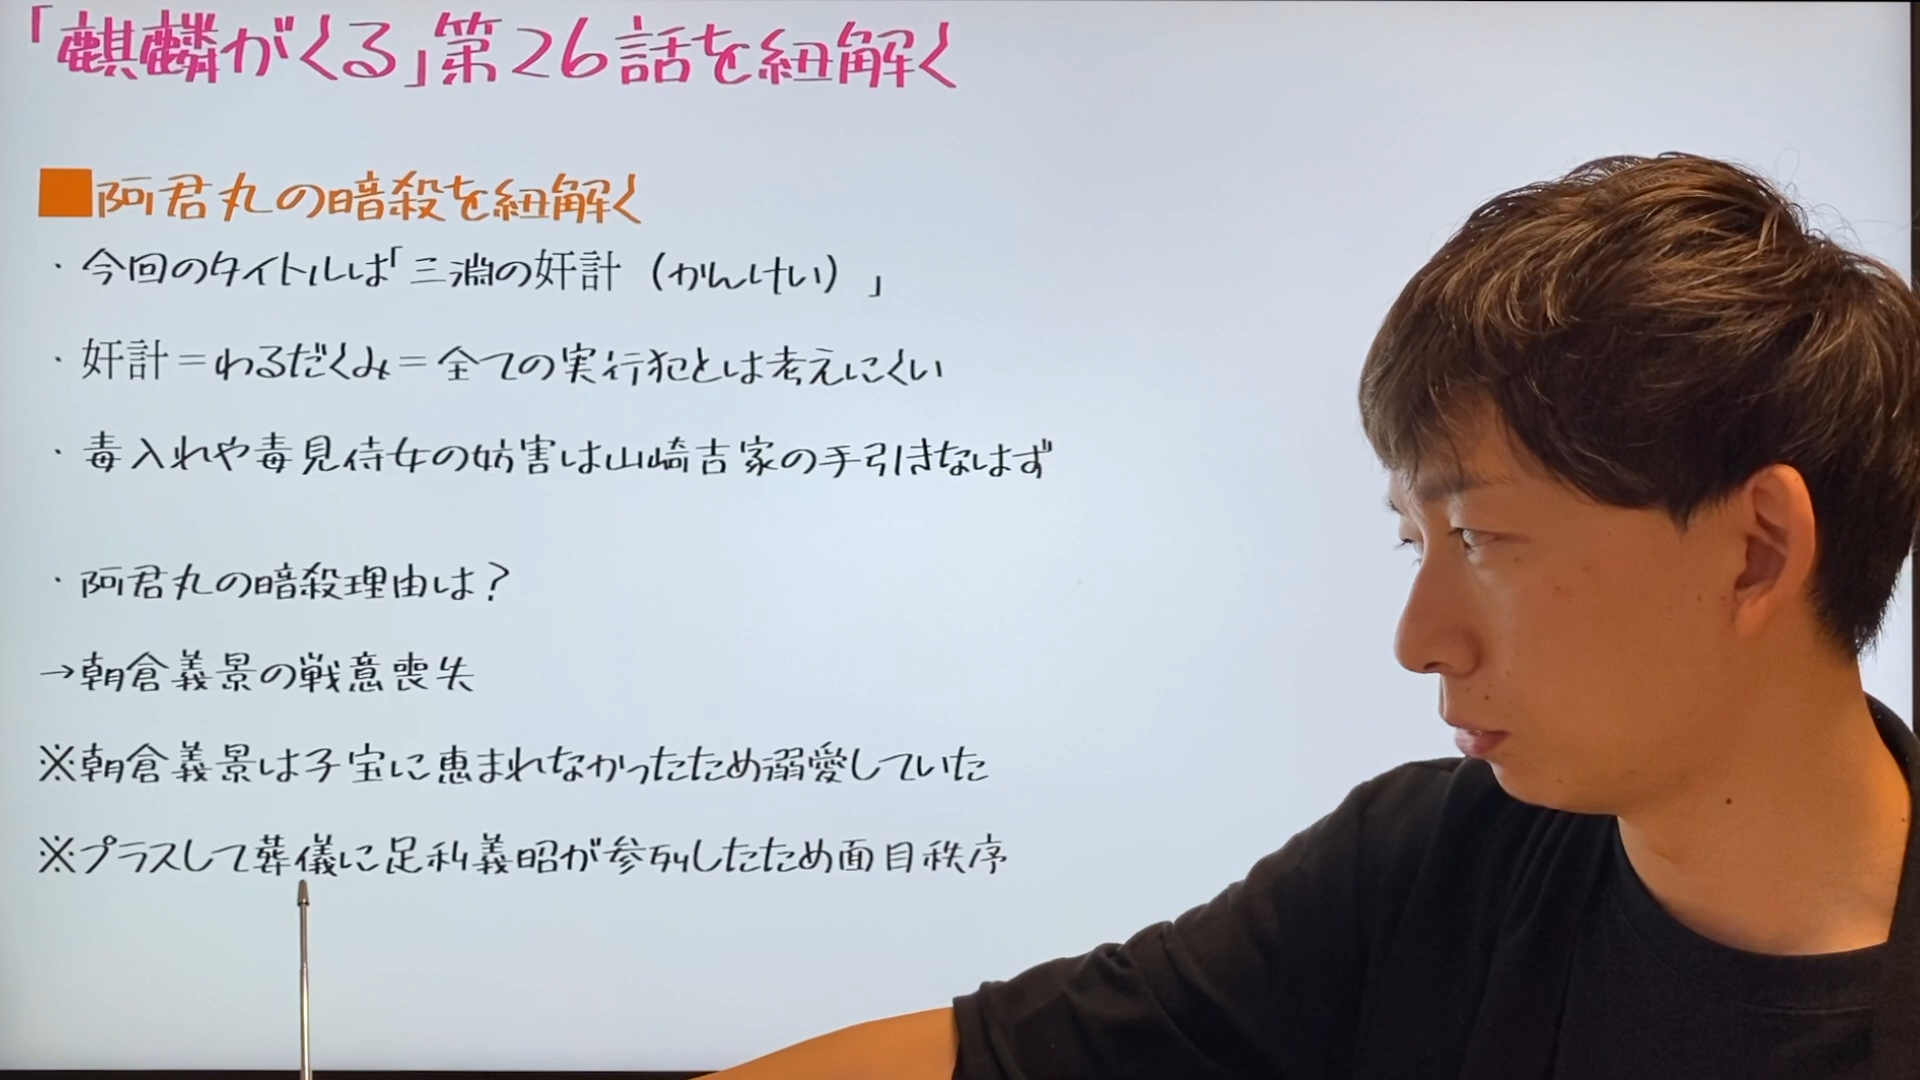 「麒麟がくる」第26話を紐解く
■阿君丸の暗殺を紐解く
・今回のタイトルは「三淵の奸計（かんけい）」
・奸計＝わるだくみ＝全ての実行犯とは考えにくい
・毒入れや毒見侍女の妨害は山崎吉家の手引きなはず
・阿君丸の暗殺理由は？
→朝倉義景の戦意喪失
※朝倉義景は子宝に恵まれなかったため溺愛していた
※プラスして葬儀に足利義昭が参列したため面目秩序